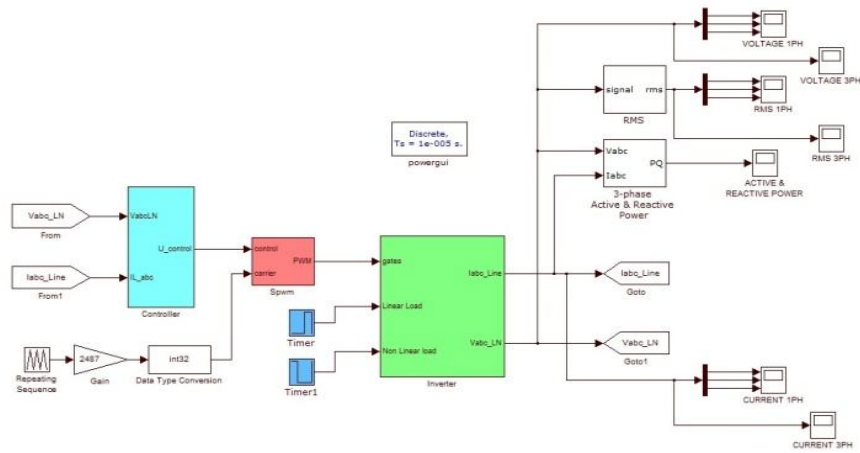 VOLTAGE 1PH
VOLTAGE 3PH
signal rms
RMS
RMS 1PH
RMS 3PH
Discrete,
Ts = 1e-005 s.
powergui
Vabc
Iabc
PQ
3-phase
Active & Reactive
Power
ACTIVE &
REACTIVE POWER
Vabc_LN
From
VabcLN
U_control
IL_abc
Controller
Iabc_Line
From1
control
carrier
PWM
Spwm
gates
Linear Load
Non Linear load
Iabc_Line
Vabc_LN
Inverter
Timer
Timer1
Iabc_Line
Goto
Vabc_LN
Goto1
Repeating
Sequence
2487
Gain
int32
Data Type Conversion
CURRENT 1PH
CURRENT 3PH